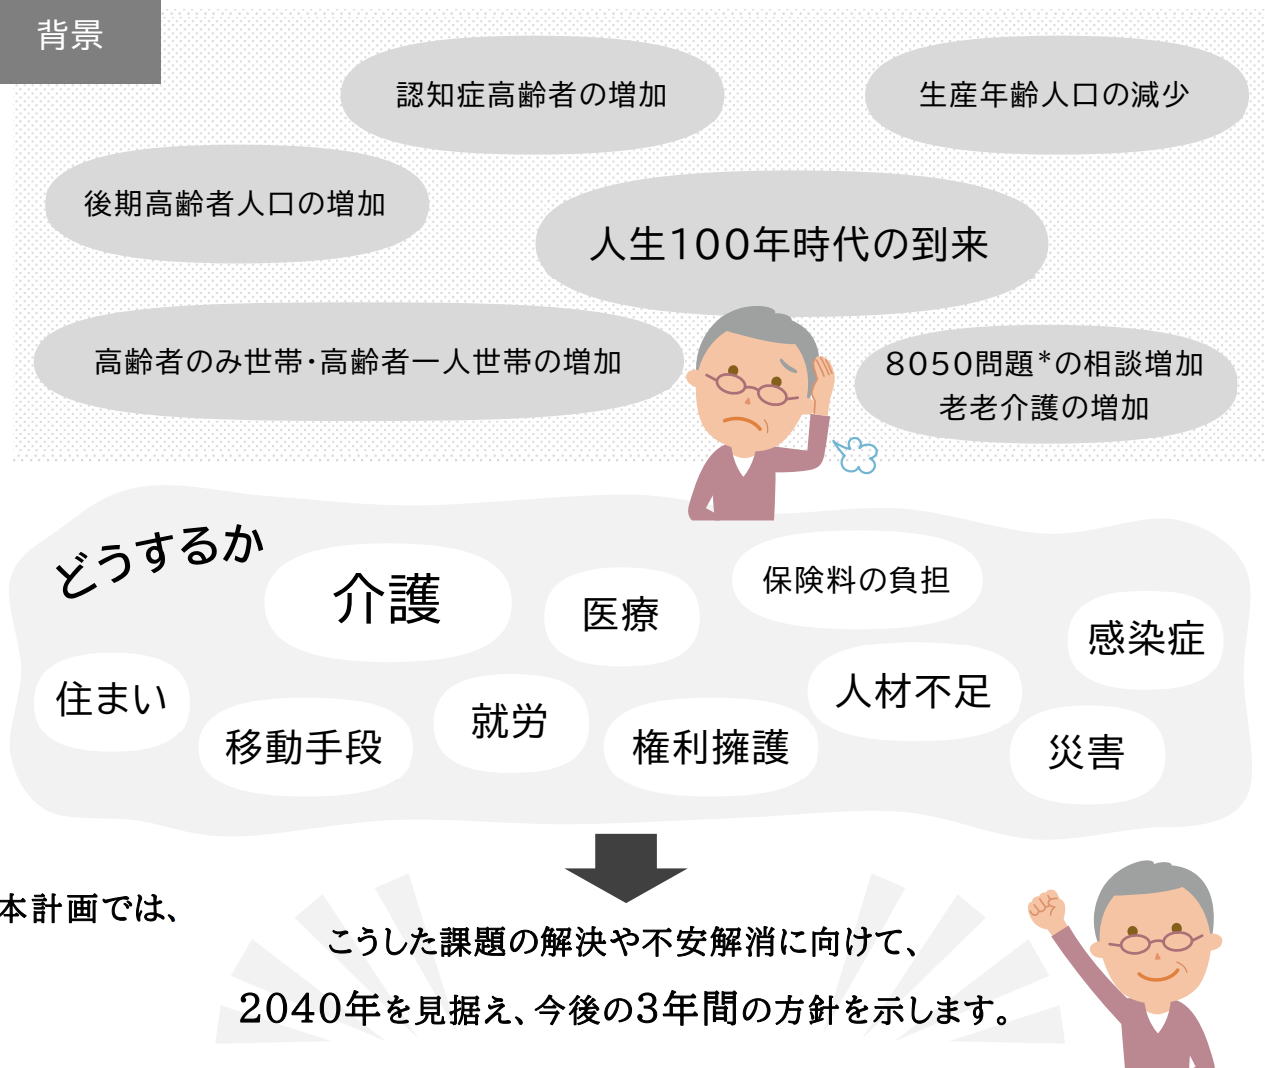 背景
認知症高齢者の増加
生産年齢人口の減少
後期高齢者人口の増加
人生100年時代の到来
高齢者のみ世帯・高齢者一人世帯の増加
8050問題*の相談増加
老老介護の増加
どうするか
介護
医療
保険料の負担
感染症
住まい
移動手段
就労
権利擁護
人材不足
災害
本計画では、
こうした課題の解決や不安解消に向けて、
2040年を見据え、今後の3年間の方針を示します。